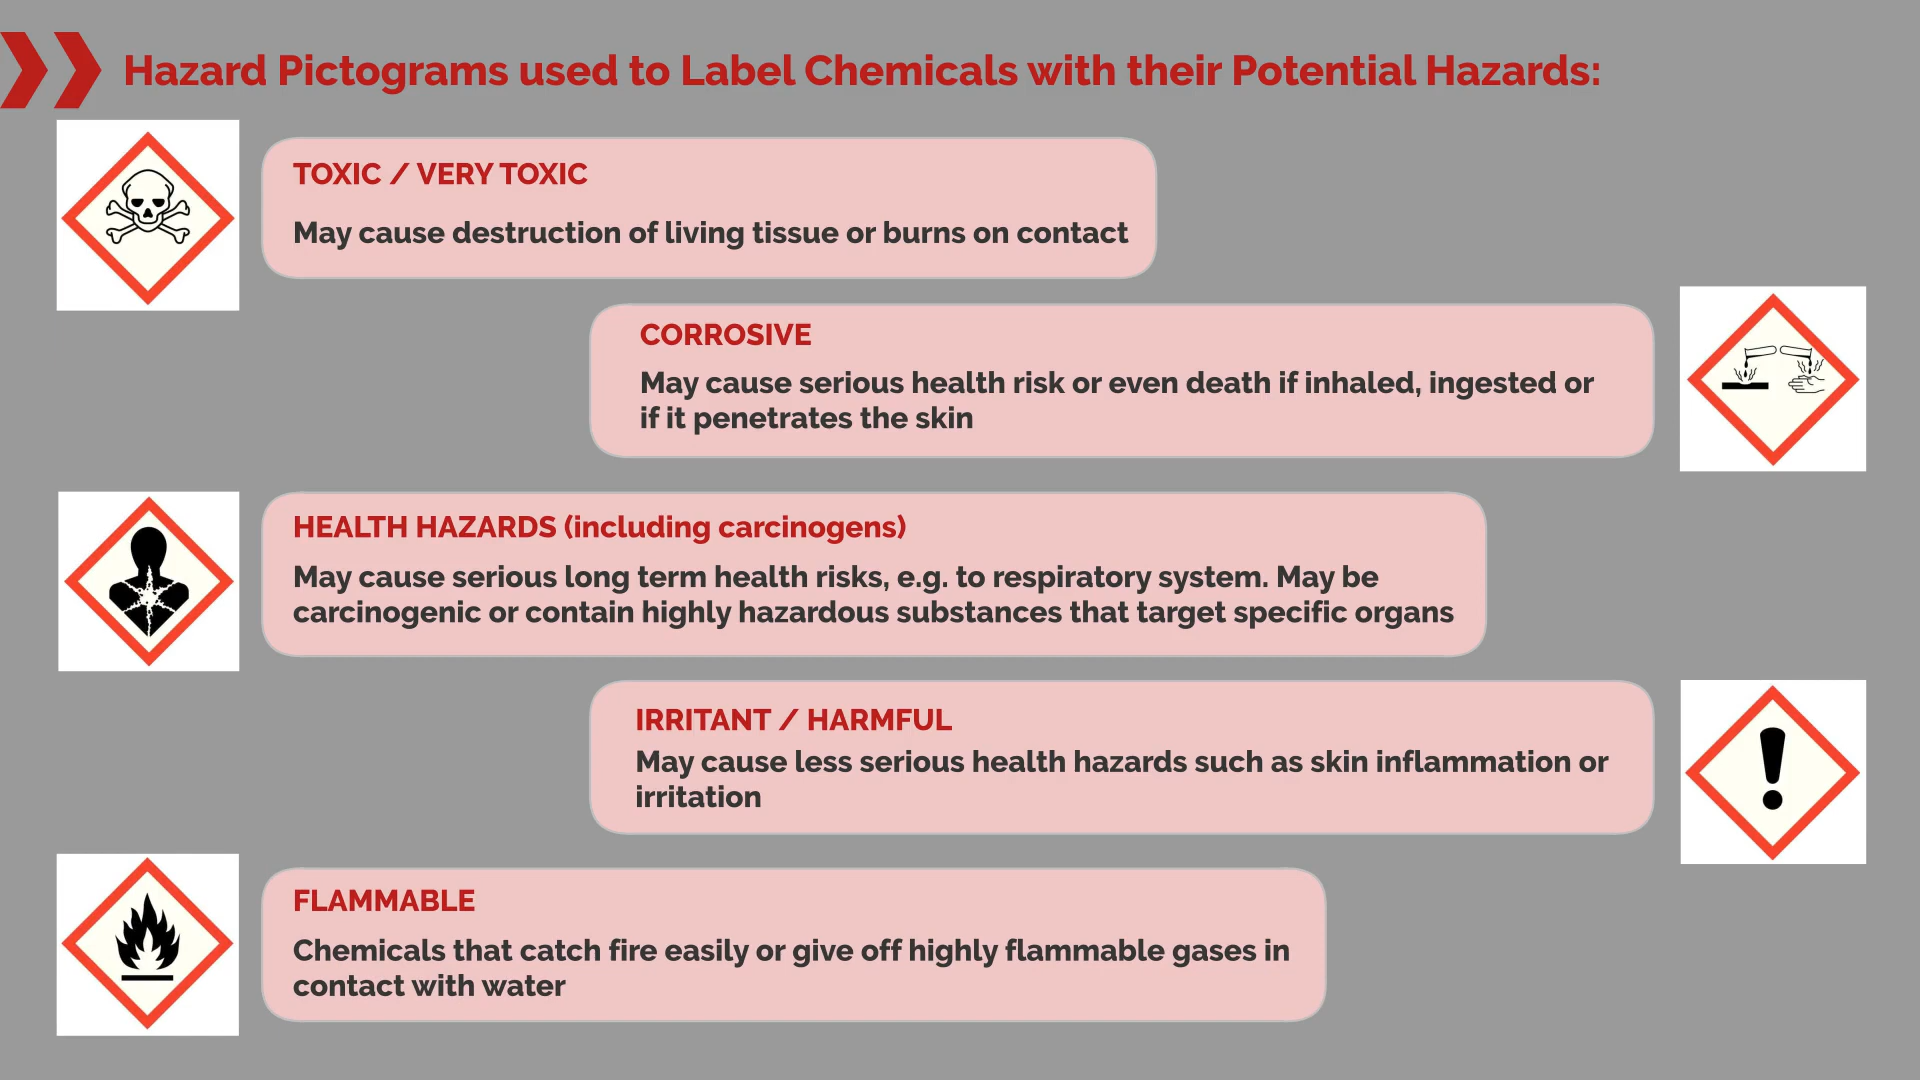 Hazard Pictograms used to Label Chemicals with their Potential Hazards:
TOXIC / VERY TOXIC
May cause destruction of living tissue or burns on contact
CORROSIVE
May cause serious health risk or even death if inhaled, ingested or
if it penetrates the skin
HEALTH HAZARDS (including carcinogens)
May cause serious long term health risks, e.g. to respiratory system. May be
carcinogenic or contain highly hazardous substances that target specific organs
IRRITANT / HARMFUL
May cause less serious health hazards such as skin inflammation or
irritation
FLAMMABLE
Chemicals that catch fire easily or give off highly flammable gases in
contact with water